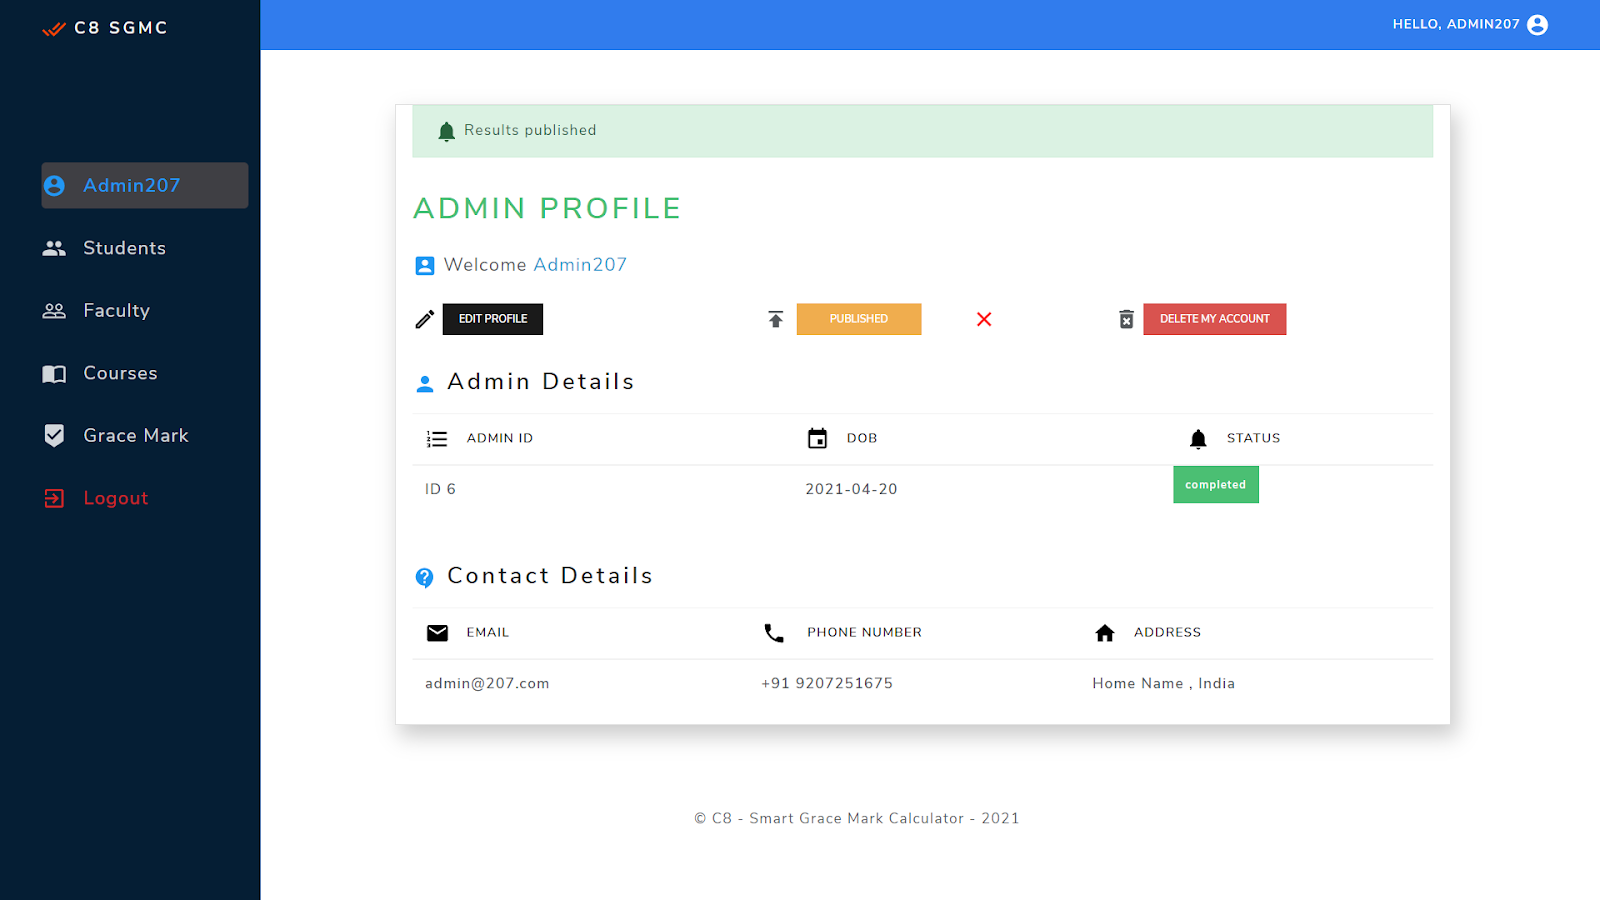 C8 SGMC
HELLO, ADMIN207
Admin207
Students
Faculty
Courses
Grace Mark
Logout
Results published
ADMIN PROFILE
Welcome Admin207
EDIT PROFILE
PUBLISHED
DELETE MY ACCOUNT
Admin Details
ADMIN ID DOB STATUS
ID 6 2021-04-20 completed
Contact Details
EMAIL PHONE NUMBER ADDRESS
admin@207.com +91 9207251675 Home Name , India
© C8 - Smart Grace Mark Calculator - 2021